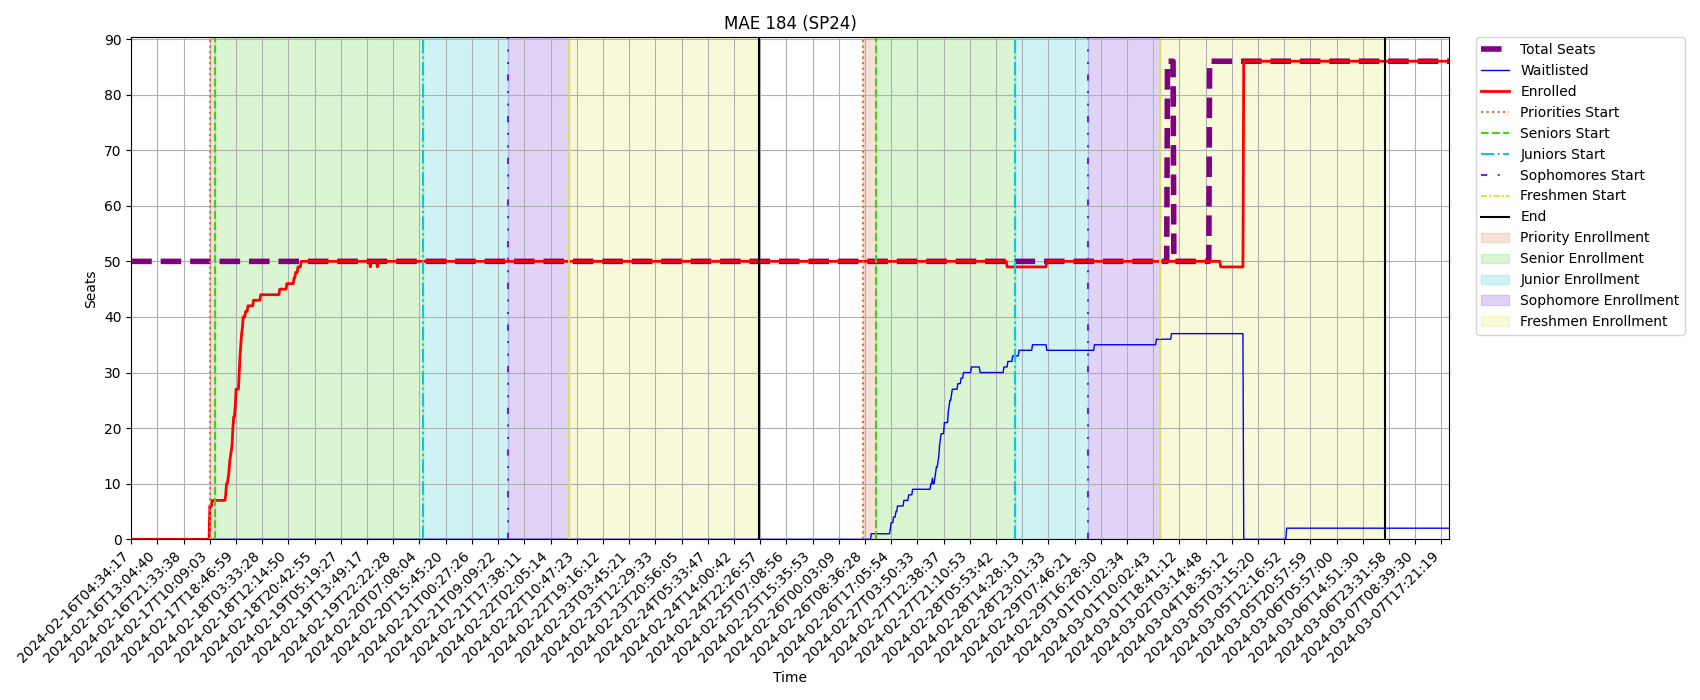 MAE 184 (SP24)
90
80
70
60
50
40
30
20
10
0
Seats
2024-02-16T04:34:17
2024-02-16T13:04:40
2024-02-16T21:33:38
2024-02-17T10:09:03
2024-02-17T18:46:59
2024-02-18T03:33:28
2024-02-18T12:14:50
2024-02-18T20:42:55
2024-02-19T05:19:27
2024-02-19T13:49:17
2024-02-19T22:22:28
2024-02-20T07:08:04
2024-02-20T15:45:20
2024-02-21T00:27:26
2024-02-21T09:09:22
2024-02-21T17:38:11
2024-02-22T02:05:14
2024-02-22T10:47:23
2024-02-22T19:16:12
2024-02-23T03:45:21
2024-02-23T12:29:33
2024-02-23T20:56:05
2024-02-24T05:33:47
2024-02-24T14:00:42
2024-02-24T22:26:57
2024-02-25T07:08:56
2024-02-25T15:35:53
2024-02-26T00:03:09
2024-02-26T08:36:28
2024-02-26T17:05:54
2024-02-27T03:50:33
2024-02-27T12:38:37
2024-02-27T21:10:53
2024-02-28T05:53:42
2024-02-28T14:28:13
2024-02-28T23:01:33
2024-02-29T07:46:21
2024-02-29T16:28:30
2024-03-01T01:02:34
2024-03-01T10:02:43
2024-03-01T18:41:12
2024-03-02T03:14:48
2024-03-04T18:35:12
2024-03-05T03:15:20
2024-03-05T12:16:52
2024-03-05T20:57:59
2024-03-06T05:57:00
2024-03-06T14:51:30
2024-03-06T23:31:58
2024-03-07T08:39:30
2024-03-07T17:21:19
Time
Total Seats
Waitlisted
Enrolled
Priorities Start
Seniors Start
Juniors Start
Sophomores Start
Freshmen Start
End
Priority Enrollment
Senior Enrollment
Junior Enrollment
Sophomore Enrollment
Freshmen Enrollment